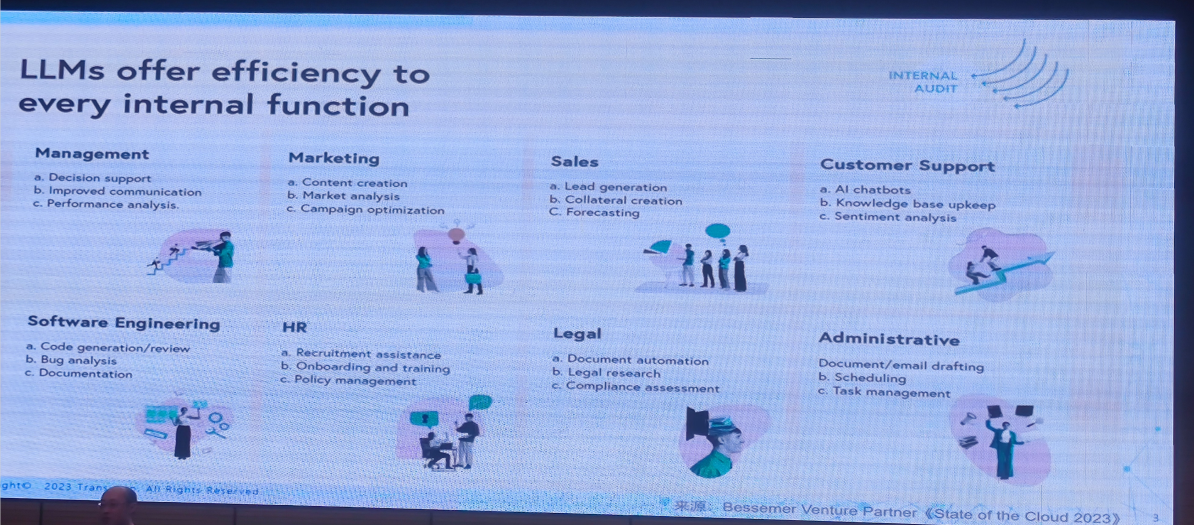 LLMs offer efficiency to
every internal function
INTERNAL
AUDIT
Management
a. Decision support
b. Improved communication
c. Performance analysis.
Marketing
a. Content creation
b. Market analysis
c. Campaign optimization
Sales
a. Lead generation
b. Collateral creation
C. Forecasting
Customer Support
a. AI chatbots
b. Knowledge base upkeep
c. Sentiment analysis
Software Engineering
a. Code generation/review
b. Bug analysis
c. Documentation
HR
a. Recruitment assistance
b. Onboarding and training
c. Policy management
Legal
a. Document automation
b. Legal research
c. Compliance assessment
Administrative
Document/email drafting
b. Scheduling
c. Task management
ght© 2023 All Rights Reserved
来源: Bessemer Venture Partner《State of the Cloud 2023》
3